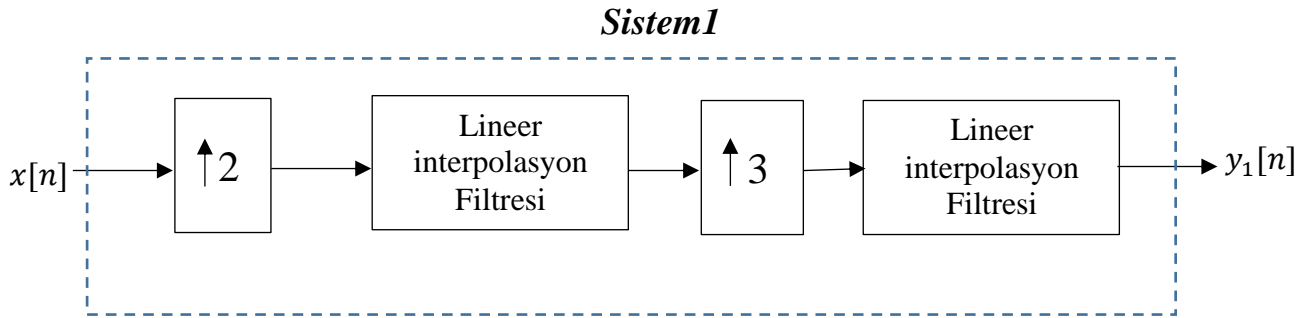 Sistem1
x[n]
↑2
Lineer
interpolasyon
Filtresi
↑3
Lineer
interpolasyon
Filtresi
y₁[n]